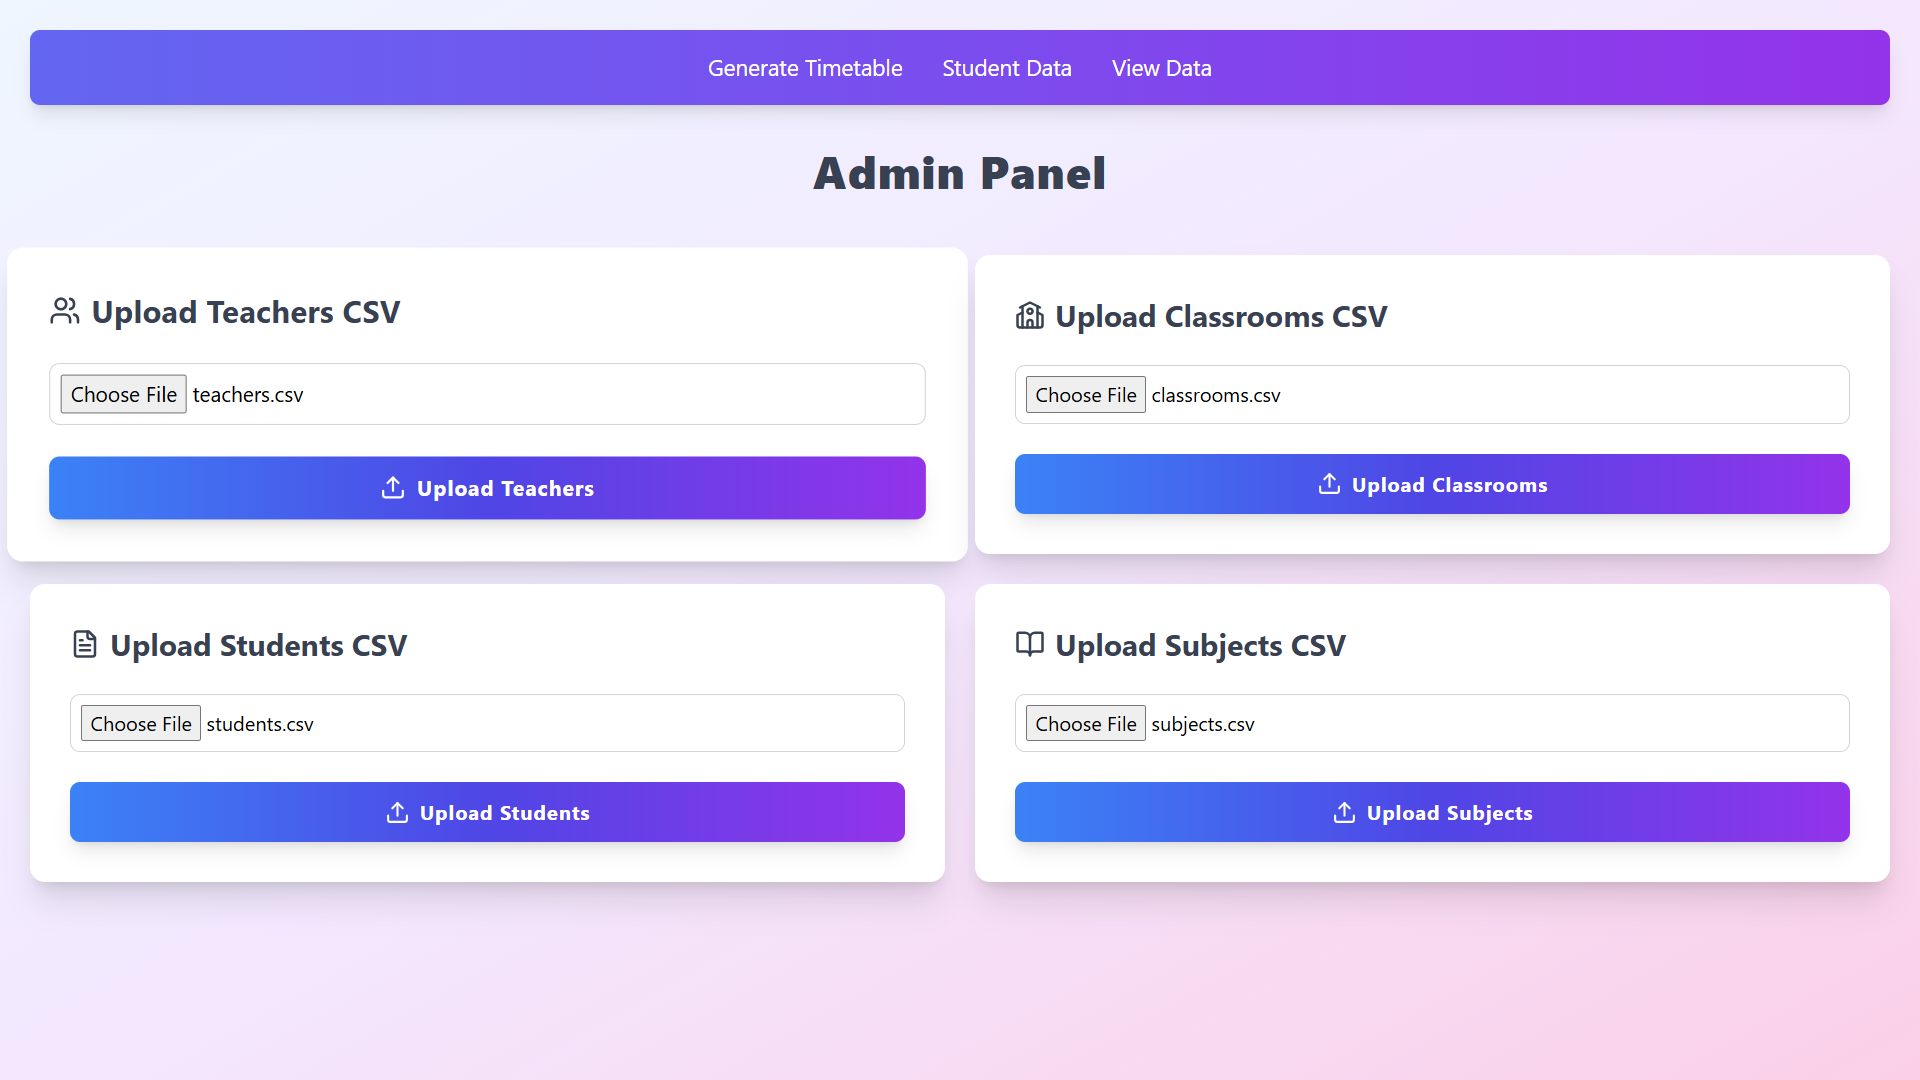 Generate Timetable Student Data View Data
Admin Panel
Upload Teachers CSV
Choose File teachers.csv
Upload Teachers
Upload Classrooms CSV
Choose File classrooms.csv
Upload Classrooms
Upload Students CSV
Choose File students.csv
Upload Students
Upload Subjects CSV
Choose File subjects.csv
Upload Subjects